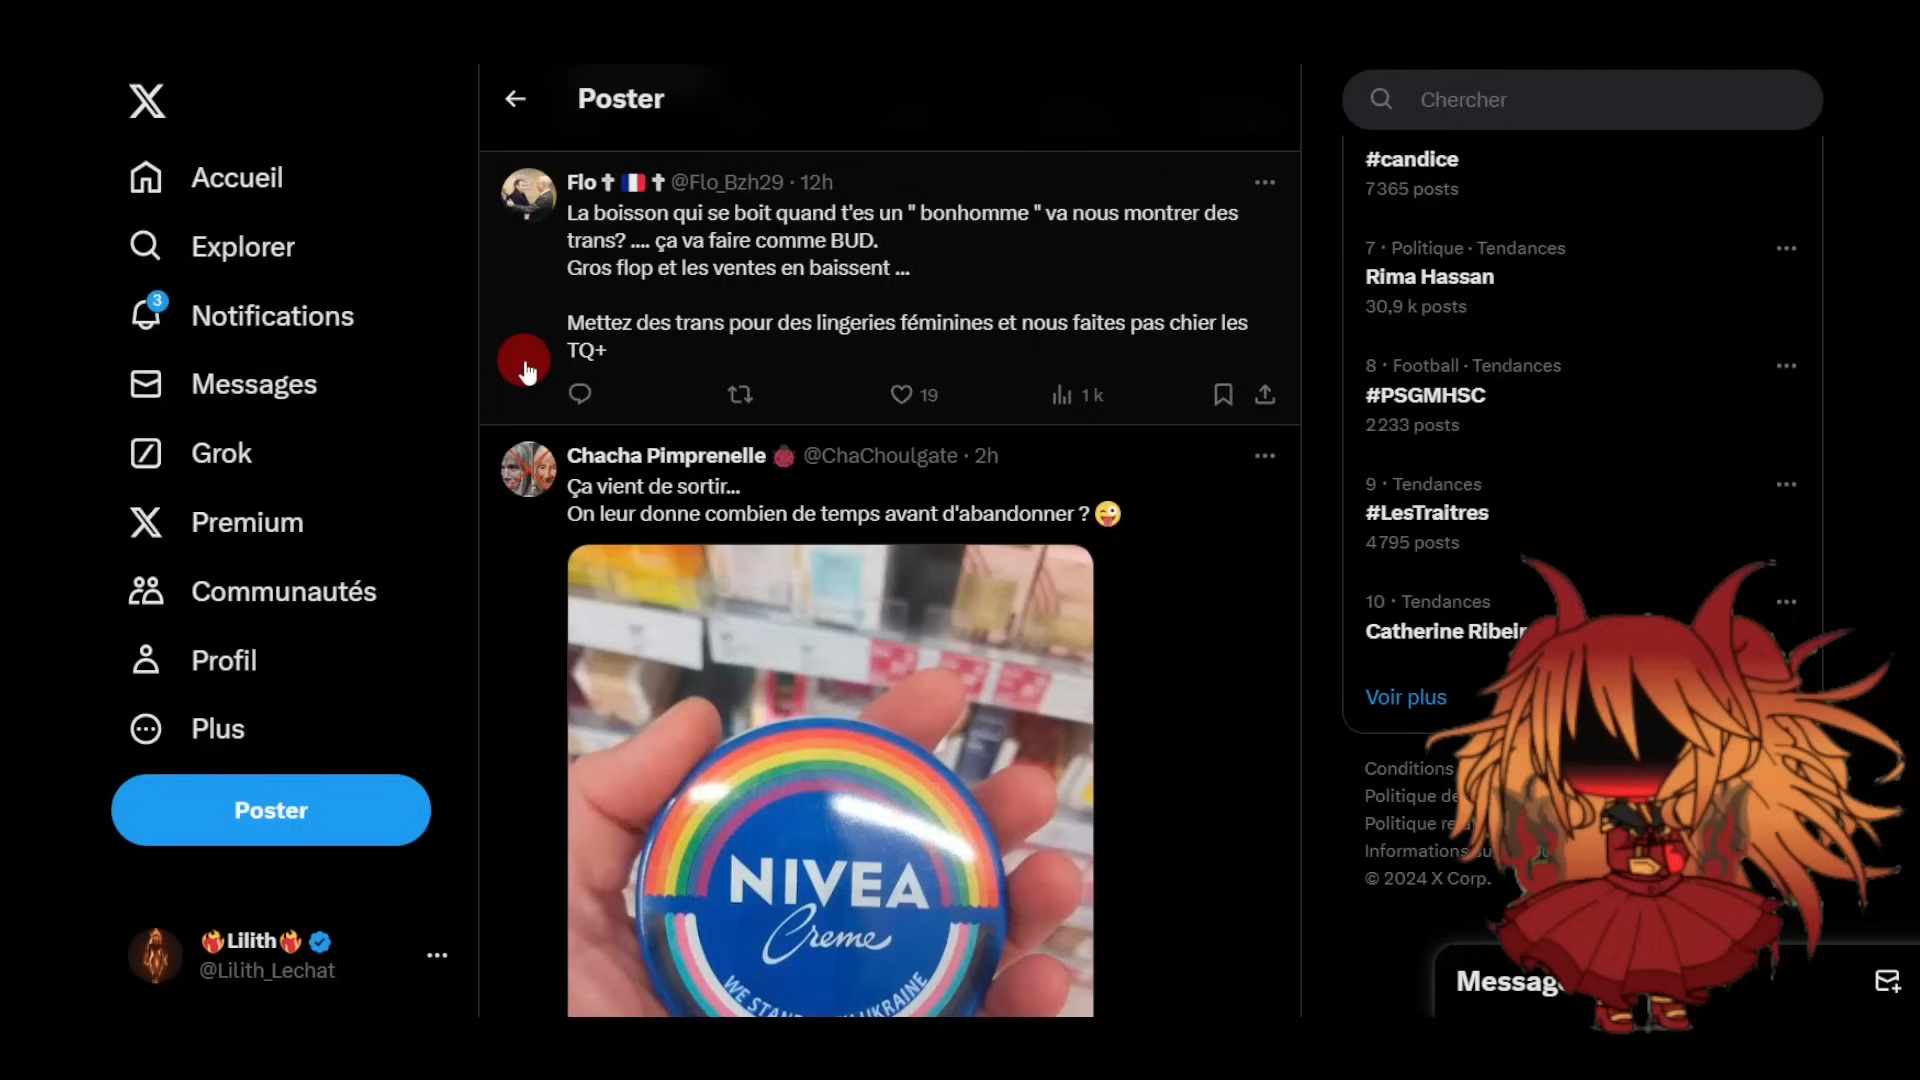 Accueil
Explorer
3
Notifications
Messages
Grok
Premium
Communautés
Profil
Plus
Poster
🔥Lilith🔥
@Lilith_Lechat
Poster
Flo✝🇫🇷✝ @Flo_Bzh29 · 12h
La boisson qui se boit quand t'es un " bonhomme " va nous montrer des
trans? .... ça va faire comme BUD.
Gros flop et les ventes en baissent ...
Mettez des trans pour des lingeries féminines et nous faites pas chier les
TQ+
19
1 k
Chacha Pimprenelle 🐞 @ChaChoulgate · 2h
Ça vient de sortir...
On leur donne combien de temps avant d'abandonner ? 😜
NIVEA
Creme
WE UKRAINE
Chercher
#candice
7365 posts
7 · Politique · Tendances
Rima Hassan
30,9 k posts
8 · Football · Tendances
#PSGMHSC
2233 posts
9 · Tendances
#LesTraitres
4795 posts
10 · Tendances
Catherine
Voir plus
Conditions
Politique
Politique
Informations
© 2024 X Corp.